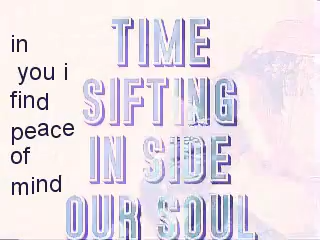 in
you i
find
peace
of
mind
TIME
SIFTING
IN SIDE
OUR SOUL